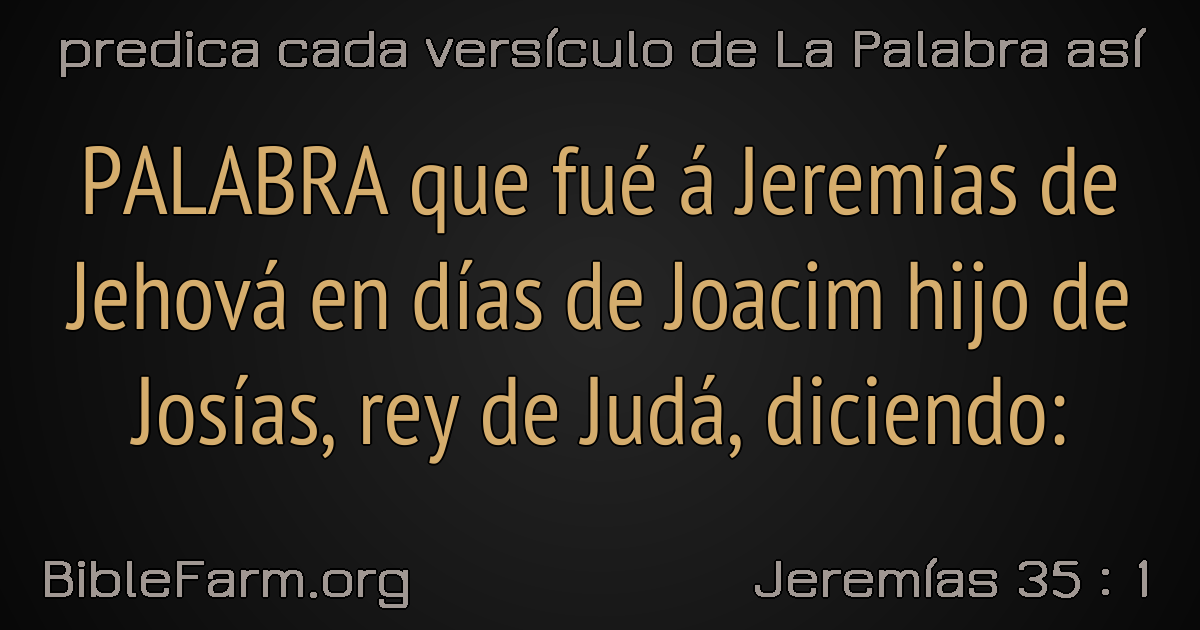 predica cada versículo de La Palabra así
PALABRA que fué á Jeremías de
Jehová en días de Joacim hijo de
Josías, rey de Judá, diciendo:
BibleFarm.org
Jeremías 35 : 1